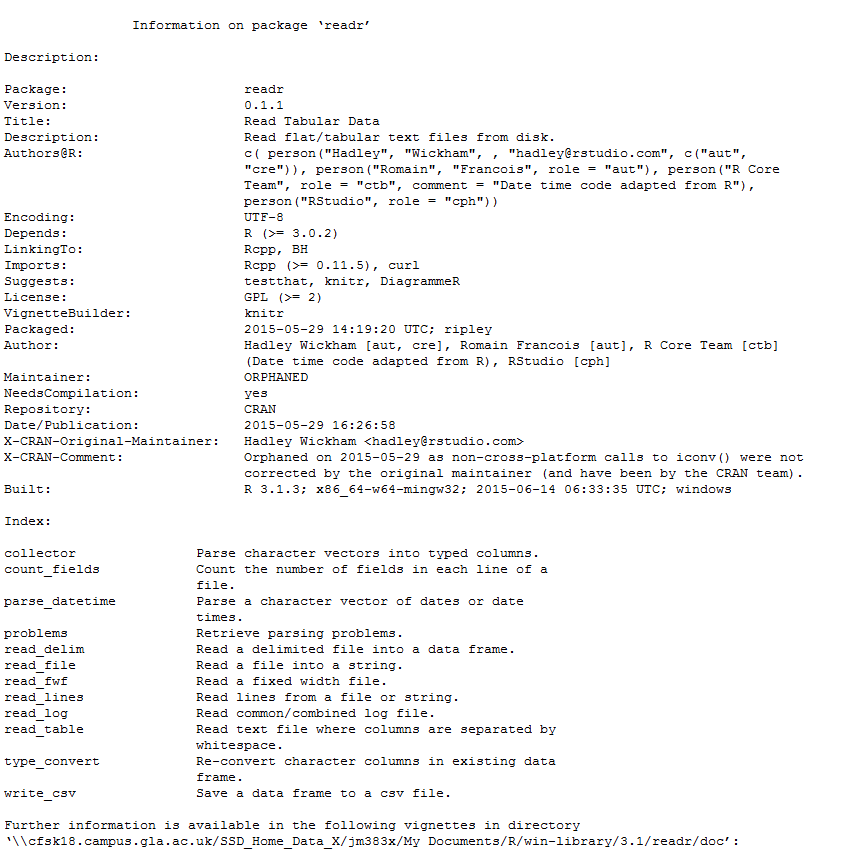 Information on package ‘readr’
Description:
Package: readr
Version: 0.1.1
Title: Read Tabular Data
Description: Read flat/tabular text files from disk.
Authors@R: c( person("Hadley", "Wickham", , "hadley@rstudio.com", c("aut",
"cre")), person("Romain", "Francois", role = "aut"), person("R Core
Team", role = "ctb", comment = "Date time code adapted from R"),
person("RStudio", role = "cph"))
Encoding: UTF-8
Depends: R (>= 3.0.2)
LinkingTo: Rcpp, BH
Imports: Rcpp (>= 0.11.5), curl
Suggests: testthat, knitr, DiagrammeR
License: GPL (>= 2)
VignetteBuilder: knitr
Packaged: 2015-05-29 14:19:20 UTC; ripley
Author: Hadley Wickham [aut, cre], Romain Francois [aut], R Core Team [ctb]
(Date time code adapted from R), RStudio [cph]
Maintainer: ORPHANED
NeedsCompilation: yes
Repository: CRAN
Date/Publication: 2015-05-29 16:26:58
X-CRAN-Original-Maintainer: Hadley Wickham <hadley@rstudio.com>
X-CRAN-Comment: Orphaned on 2015-05-29 as non-cross-platform calls to iconv() were not
corrected by the original maintainer (and have been by the CRAN team).
Built: R 3.1.3; x86_64-w64-mingw32; 2015-06-14 06:33:35 UTC; windows
Index:
collector Parse character vectors into typed columns.
count_fields Count the number of fields in each line of a
file.
parse_datetime Parse a character vector of dates or date
times.
problems Retrieve parsing problems.
read_delim Read a delimited file into a data frame.
read_file Read a file into a string.
read_fwf Read a fixed width file.
read_lines Read lines from a file or string.
read_log Read common/combined log file.
read_table Read text file where columns are separated by
whitespace.
type_convert Re-convert character columns in existing data
frame.
write_csv Save a data frame to a csv file.
Further information is available in the following vignettes in directory
‘\\cfsk18.campus.gla.ac.uk/SSD_Home_Data_X/jm383x/My Documents/R/win-library/3.1/readr/doc’: